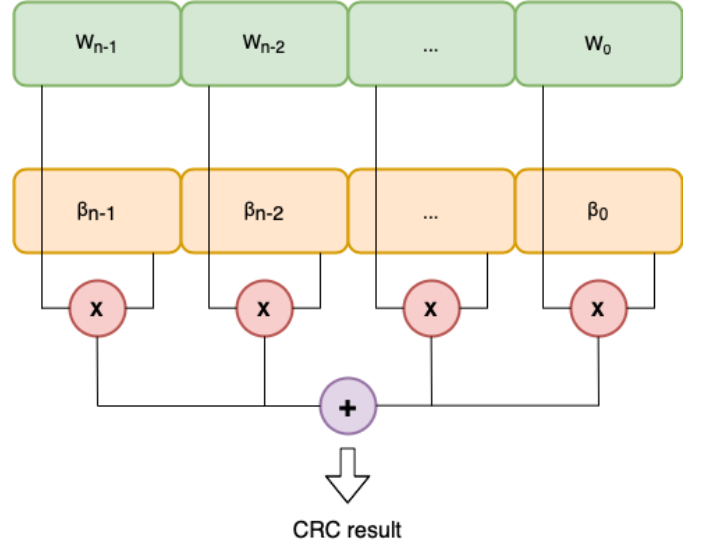 Wn-1 Wn-2 ... W0
βn-1 βn-2 ... β0
x x x x
+
CRC result